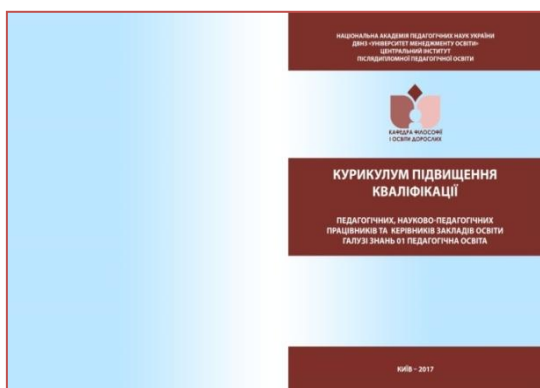 НАЦІОНАЛЬНА АКАДЕМІЯ ПЕДАГОГІЧНИХ НАУК УКРАЇНИ
ДВНЗ «УНІВЕРСИТЕТ МЕНЕДЖМЕНТУ ОСВІТИ»
ЦЕНТРАЛЬНИЙ ІНСТИТУТ
ПІСЛЯДИПЛОМНОЇ ПЕДАГОГІЧНОЇ ОСВІТИ
КАФЕДРА ФІЛОСОФІЇ
І ОСВІТИ ДОРОСЛИХ
КУРИКУЛУМ ПІДВИЩЕННЯ
КВАЛІФІКАЦІЇ
ПЕДАГОГІЧНИХ, НАУКОВО-ПЕДАГОГІЧНИХ
ПРАЦІВНИКІВ ТА КЕРІВНИКІВ ЗАКЛАДІВ ОСВІТИ
ГАЛУЗІ ЗНАНЬ 01 ПЕДАГОГІЧНА ОСВІТА
КИЇВ – 2017